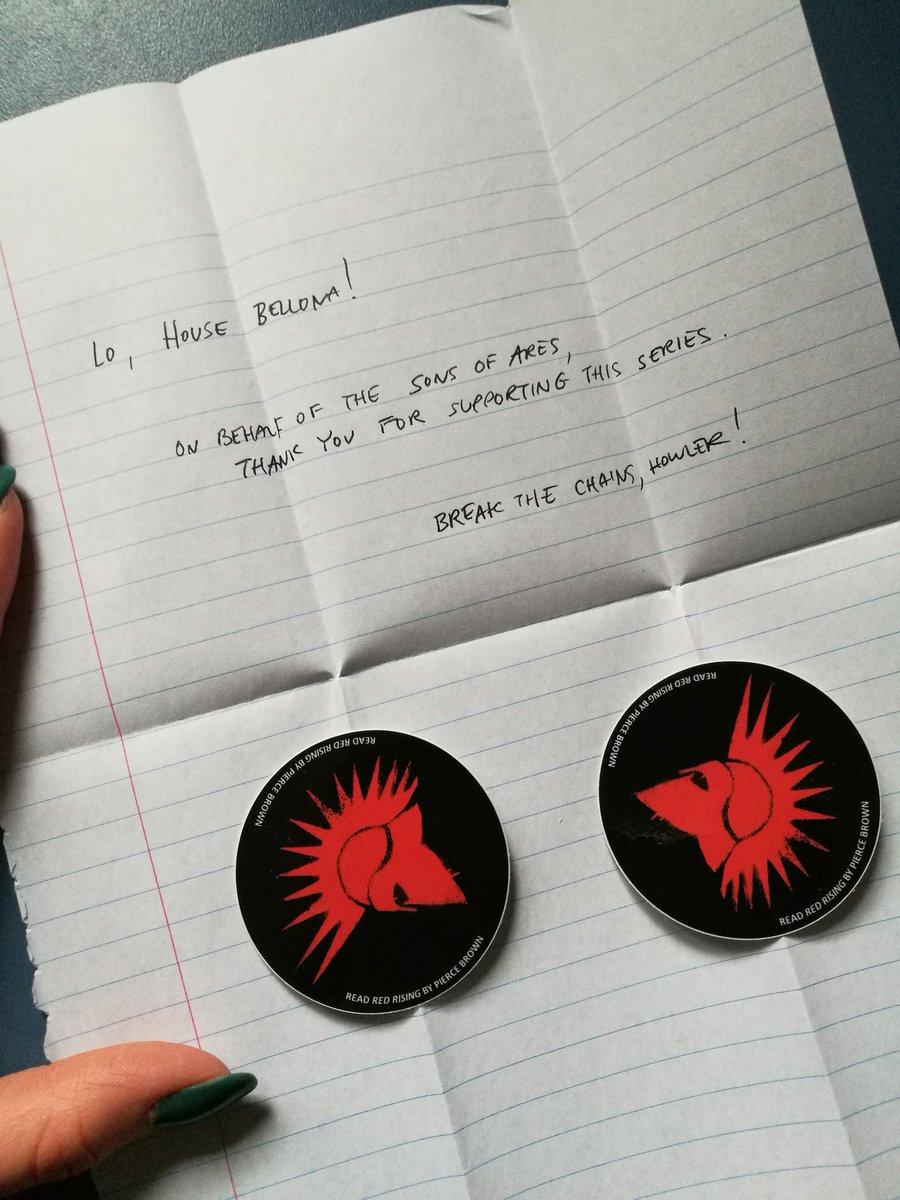 LO, HOUSE BELLONA!
ON BEHALF OF THE SONS OF ARES,
THANK YOU FOR SUPPORTING THIS SERIES.
BREAK THE CHAINS, HOWLER!
READ RED RISING BY PIERCE BROWN
READ RED RISING BY PIERCE BROWN
READ RED RISING BY PIERCE BROWN
READ RED RISING BY PIERCE BROWN